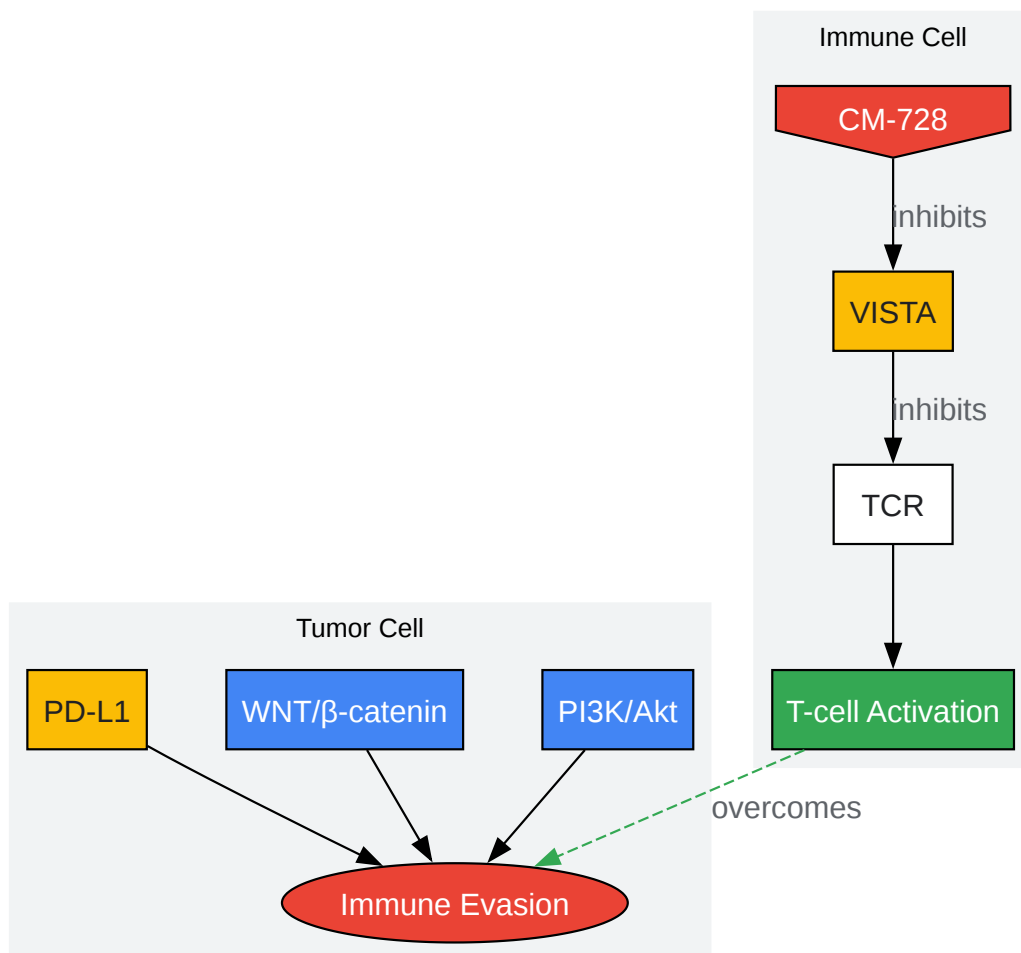 Immune Cell
CM-728
inhibits
VISTA
inhibits
TCR
Tumor Cell
PD-L1
WNT/β-catenin
PI3K/Akt
T-cell Activation
overcomes
Immune Evasion